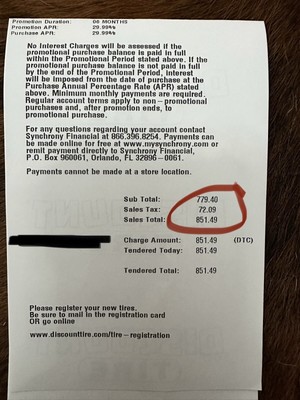 Promotion Duration: 06 MONTHS
Promotion APR: 29.99%
Purchase APR: 29.99%
No Interest Charges will be assessed if the
promotional purchase balance is paid in full
within the Promotional Period stated above. If the
promotional purchase balance is not paid in full
by the end of the Promotional Period, interest
will be imposed from the date of purchase at the
Purchase Annual Percentage Rate (APR) stated
above. Minimum monthly payments are required.
Regular account terms apply to non-promotional
purchases and, after promotion ends, to
promotional purchase.
For any questions regarding your account contact
Synchrony Financial at 866.396.8254. Payments can
be made online for free at www.mysynchrony.com or
remit payment directly to Synchrony Financial,
P.O. Box 960061, Orlando, FL 32896-0061.
Payments cannot be made at a store location.
Sub Total: 779.40
Sales Tax: 72.09
Sales Total: 851.49
Charge Amount: 851.49 (DTC)
Tendered Today: 851.49
Tendered Total: 851.49
Please register your new tires.
Be sure to mail in the registration card
OR go online
www.discounttire.com/tire-registration